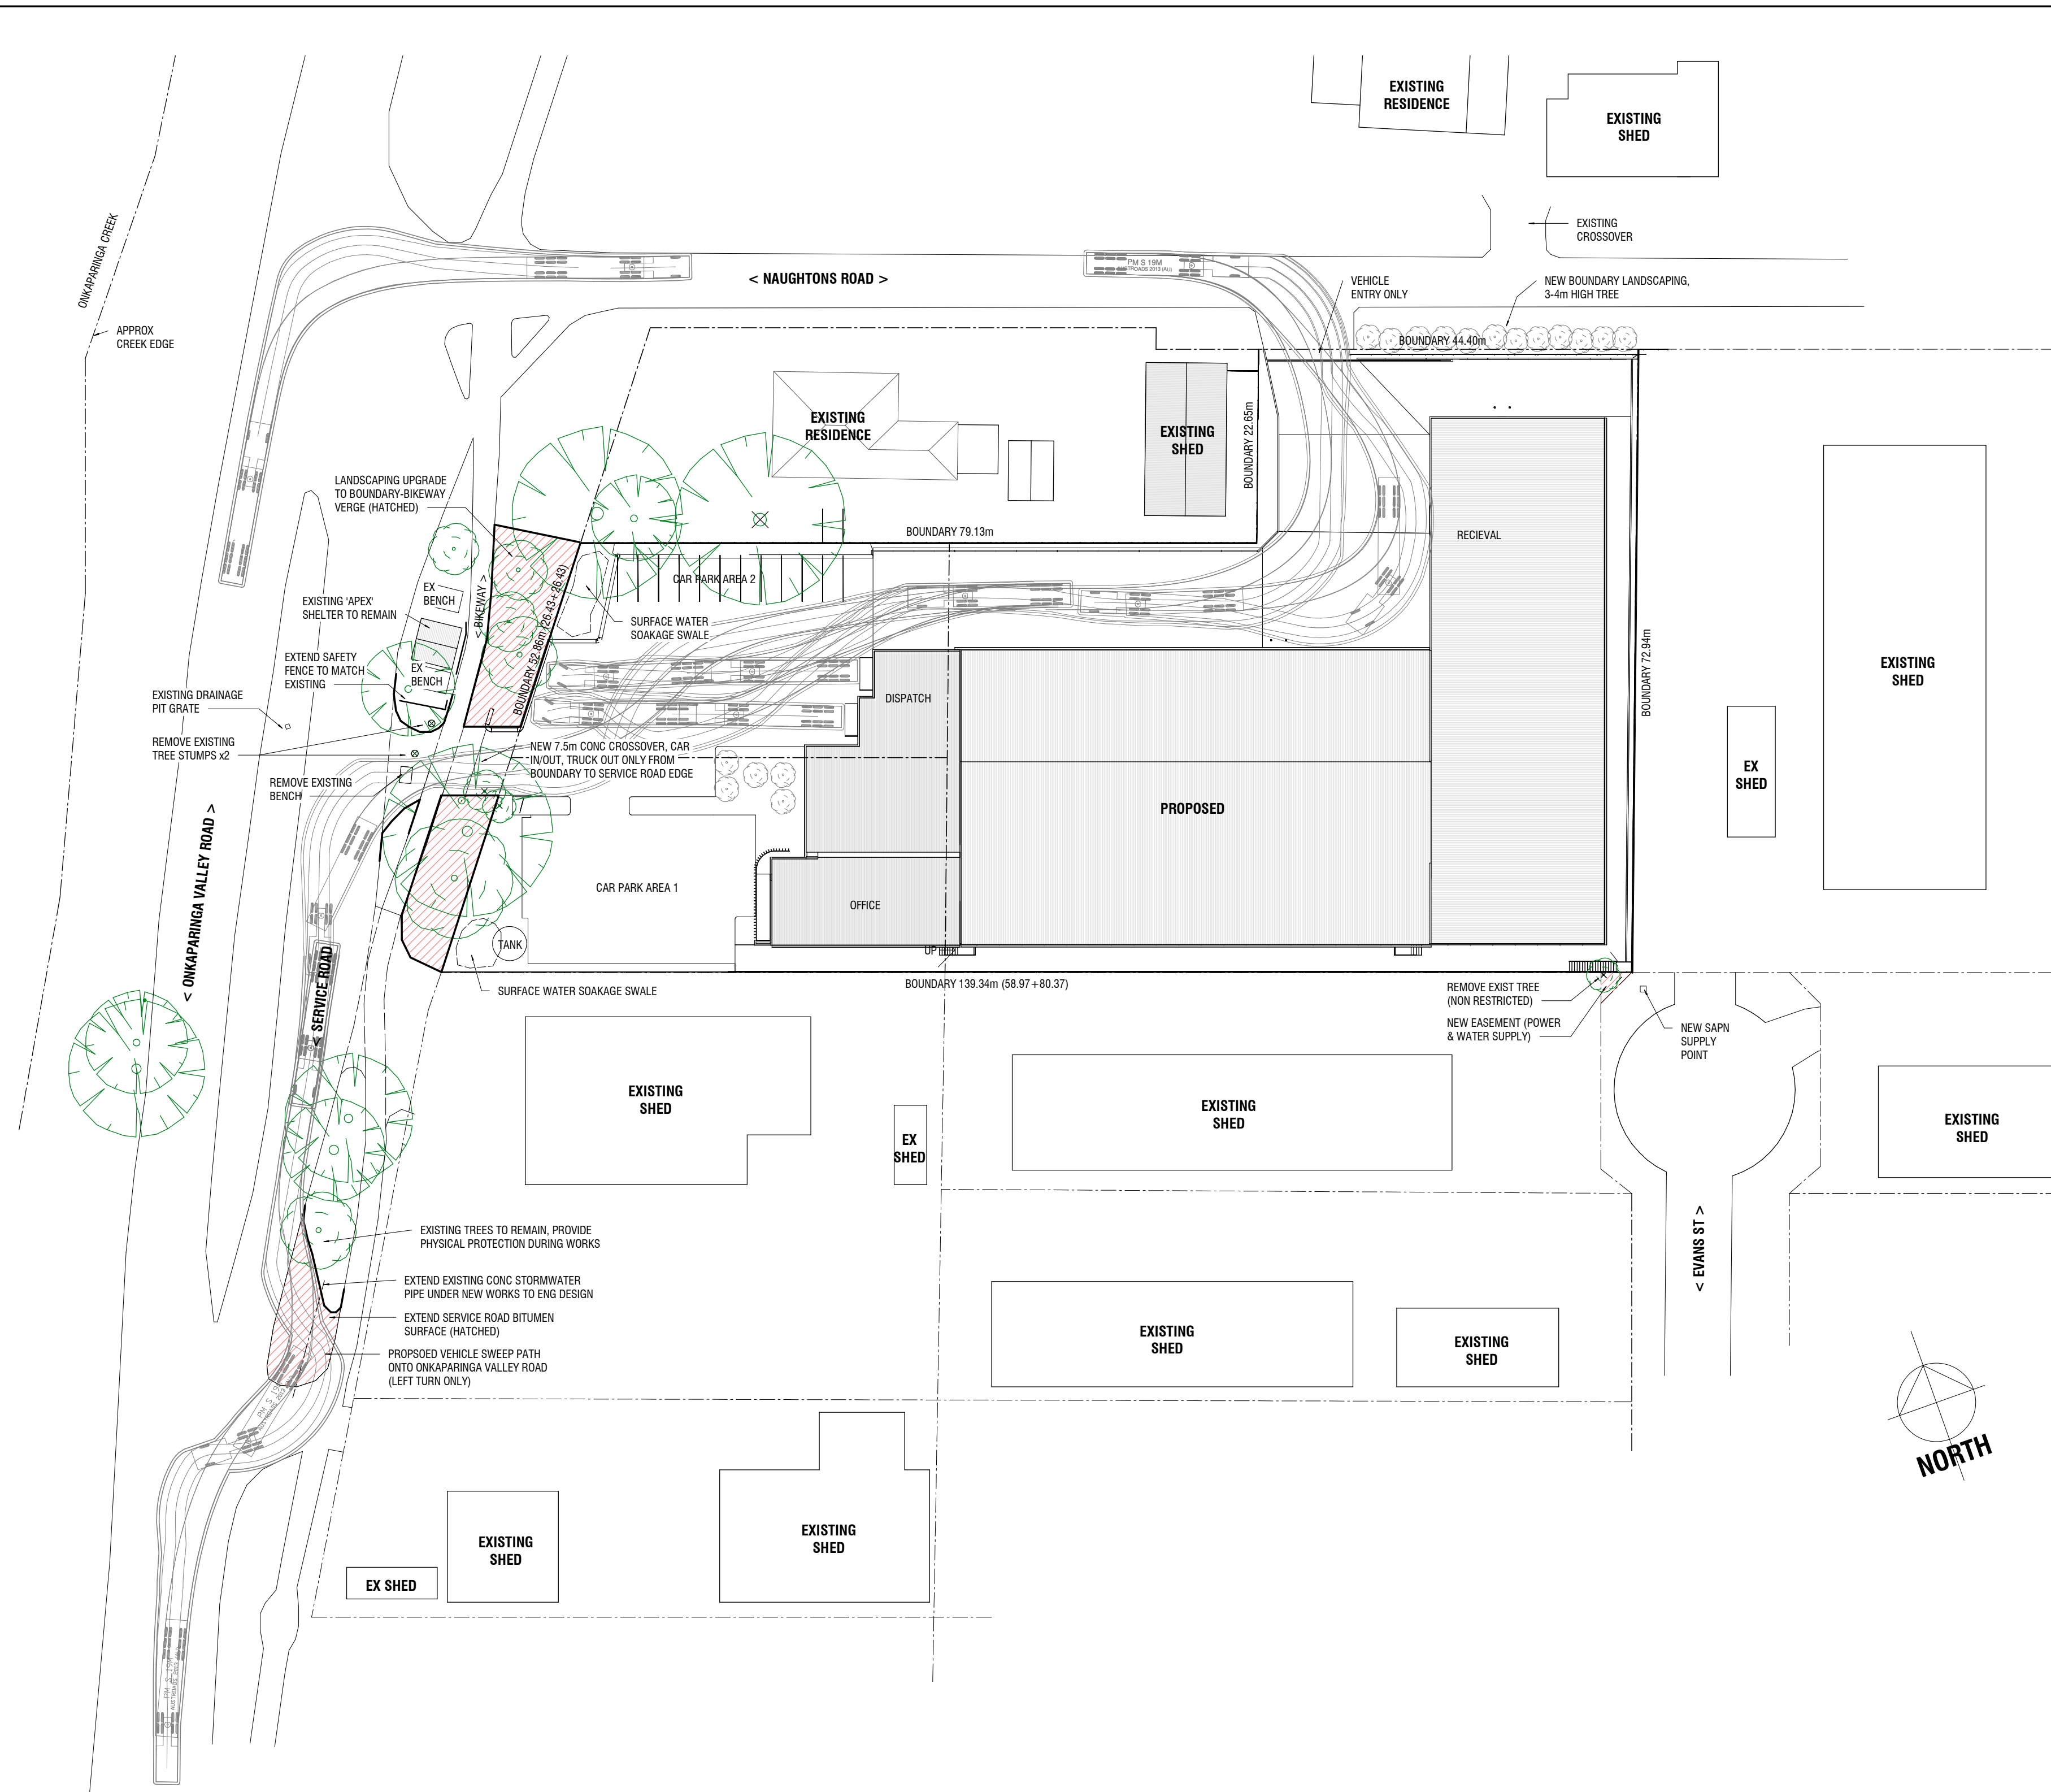 EXISTING
RESIDENCE
EXISTING
SHED
ONKAPARINGA CREEK
EXISTING
CROSSOVER
PM S 19M
AUSTROADS 2013 (AU)
< NAUGHTONS ROAD >
VEHICLE
ENTRY ONLY
NEW BOUNDARY LANDSCAPING,
3-4m HIGH TREE
APPROX
CREEK EDGE
BOUNDARY 44.40m
EXISTING
RESIDENCE
EXISTING
SHED
BOUNDARY 22.65m
LANDSCAPING UPGRADE
TO BOUNDARY-BIKEWAY
VERGE (HATCHED)
BOUNDARY 79.13m
RECIEVAL
CAR PARK AREA 2
< BIKEWAY >
EX
BENCH
EXISTING 'APEX'
SHELTER TO REMAIN
SURFACE WATER
SOAKAGE SWALE
BOUNDARY 52.86m (26.43+26.43)
EXTEND SAFETY
FENCE TO MATCH
EXISTING
EX
BENCH
BOUNDARY 72.94m
EXISTING
SHED
EXISTING DRAINAGE
PIT GRATE
DISPATCH
REMOVE EXISTING
TREE STUMPS x2
NEW 7.5m CONC CROSSOVER, CAR
IN/OUT, TRUCK OUT ONLY FROM
BOUNDARY TO SERVICE ROAD EDGE
REMOVE EXISTING
BENCH
EX
SHED
PROPOSED
< ONKAPARINGA VALLEY ROAD >
CAR PARK AREA 1
OFFICE
TANK
UP
< SERVICE ROAD
SURFACE WATER SOAKAGE SWALE
BOUNDARY 139.34m (58.97+80.37)
REMOVE EXIST TREE
(NON RESTRICTED)
NEW EASEMENT (POWER
& WATER SUPPLY)
NEW SAPN
SUPPLY
POINT
EXISTING
SHED
EX
SHED
EXISTING
SHED
EXISTING
SHED
EXISTING TREES TO REMAIN, PROVIDE
PHYSICAL PROTECTION DURING WORKS
< EVANS ST >
EXTEND EXISTING CONC STORMWATER
PIPE UNDER NEW WORKS TO ENG DESIGN
EXTEND SERVICE ROAD BITUMEN
SURFACE (HATCHED)
PROPSOED VEHICLE SWEEP PATH
ONTO ONKAPARINGA VALLEY ROAD
(LEFT TURN ONLY)
EXISTING
SHED
EXISTING
SHED
NORTH
EXISTING
SHED
EXISTING
SHED
EX SHED
PM S 19M
AUSTROADS 2013 (AU)